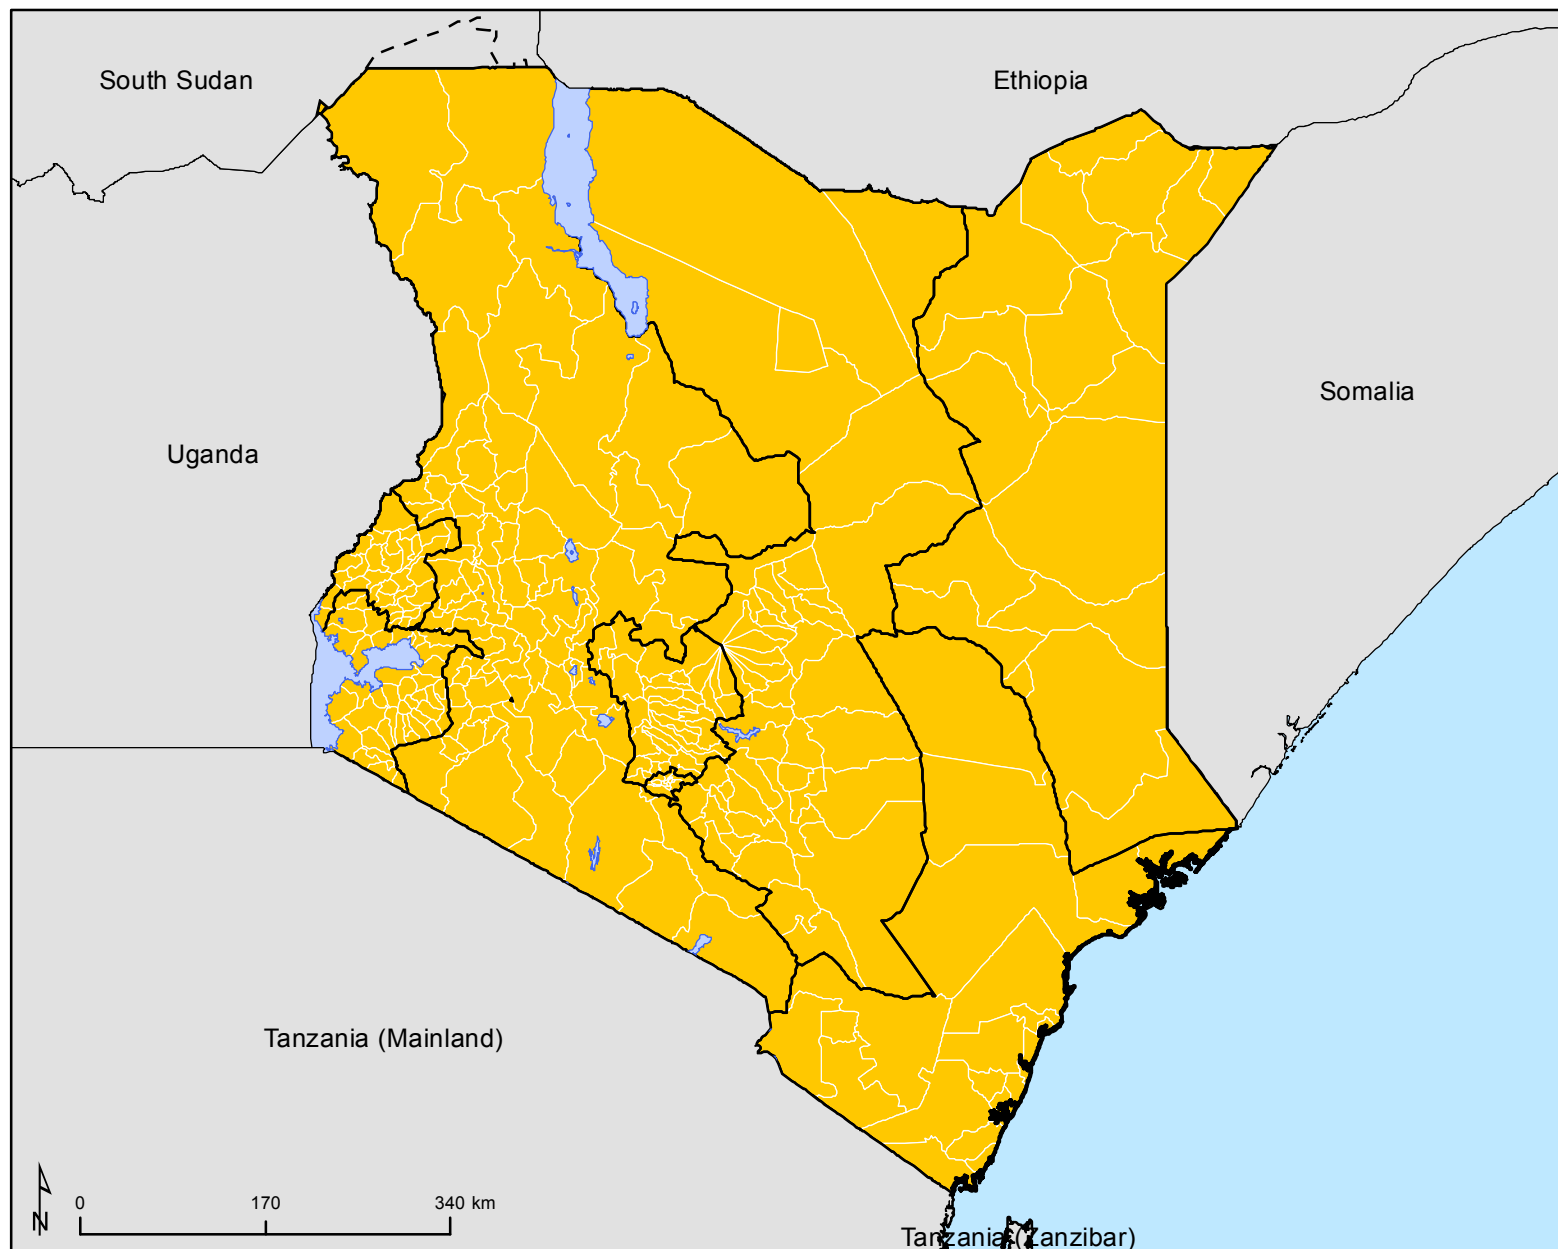 South Sudan
Ethiopia
Somalia
Uganda
Tanzania (Mainland)
N
0
170
340 km
Tanzania (Zanzibar)